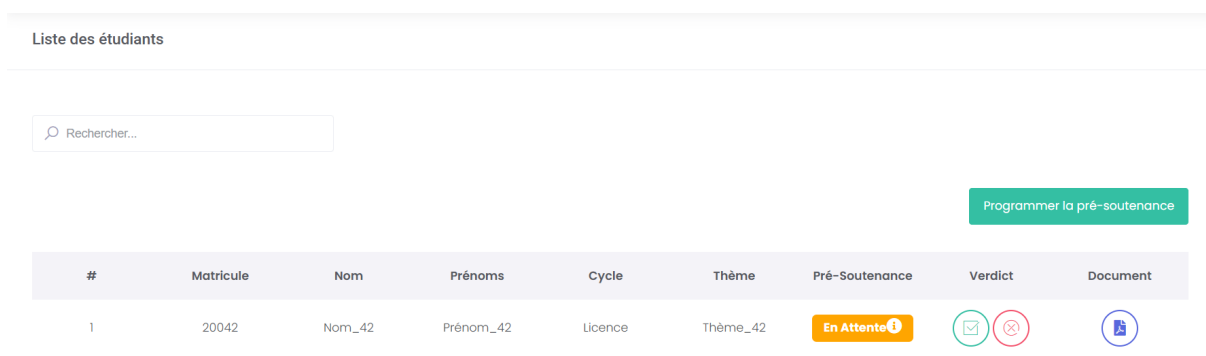 Liste des étudiants
Rechercher...
Programmer la pré-soutenance
# Matricule Nom Prénoms Cycle Thème Pré-Soutenance Verdict Document
1 20042 Nom_42 Prénom_42 Licence Thème_42 En Attente